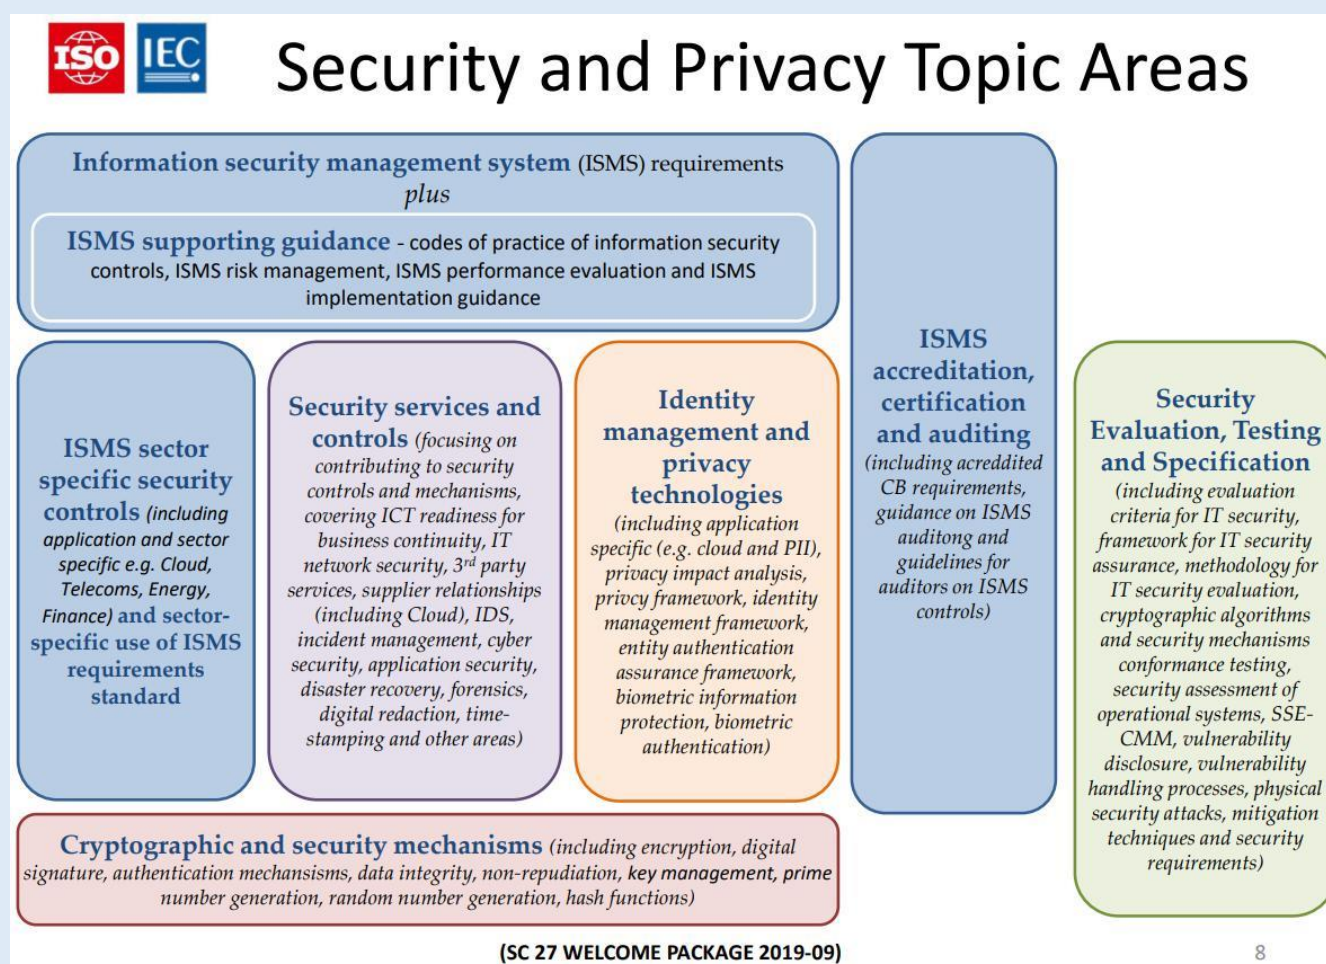 ISO IEC
Security and Privacy Topic Areas
Information security management system (ISMS) requirements
plus
ISMS supporting guidance - codes of practice of information security
controls, ISMS risk management, ISMS performance evaluation and ISMS
implementation guidance
ISMS sector
specific security
controls (including
application and sector
specific e.g. Cloud,
Telecoms, Energy,
Finance) and sector-
specific use of ISMS
requirements
standard
Security services and
controls (focusing on
contributing to security
controls and mechanisms,
covering ICT readiness for
business continuity, IT
network security, 3rd party
services, supplier relationships
(including Cloud), IDS,
incident management, cyber
security, application security,
disaster recovery, forensics,
digital redaction, time-
stamping and other areas)
Identity
management and
privacy
technologies
(including application
specific (e.g. cloud and PII),
privacy impact analysis,
privcy framework, identity
management framework,
entity authentication
assurance framework,
biometric information
protection, biometric
authentication)
ISMS
accreditation,
certification
and auditing
(including acreddited
CB requirements,
guidance on ISMS
auditong and
guidelines for
auditors on ISMS
controls)
Security
Evaluation, Testing
and Specification
(including evaluation
criteria for IT security,
framework for IT security
assurance, methodology for
IT security evaluation,
cryptographic algorithms
and security mechanisms
conformance testing,
security assessment of
operational systems, SSE-
CMM, vulnerability
disclosure, vulnerability
handling processes, physical
security attacks, mitigation
techniques and security
requirements)
Cryptographic and security mechanisms (including encryption, digital
signature, authentication mechansisms, data integrity, non-repudiation, key management, prime
number generation, random number generation, hash functions)
(SC 27 WELCOME PACKAGE 2019-09)
8